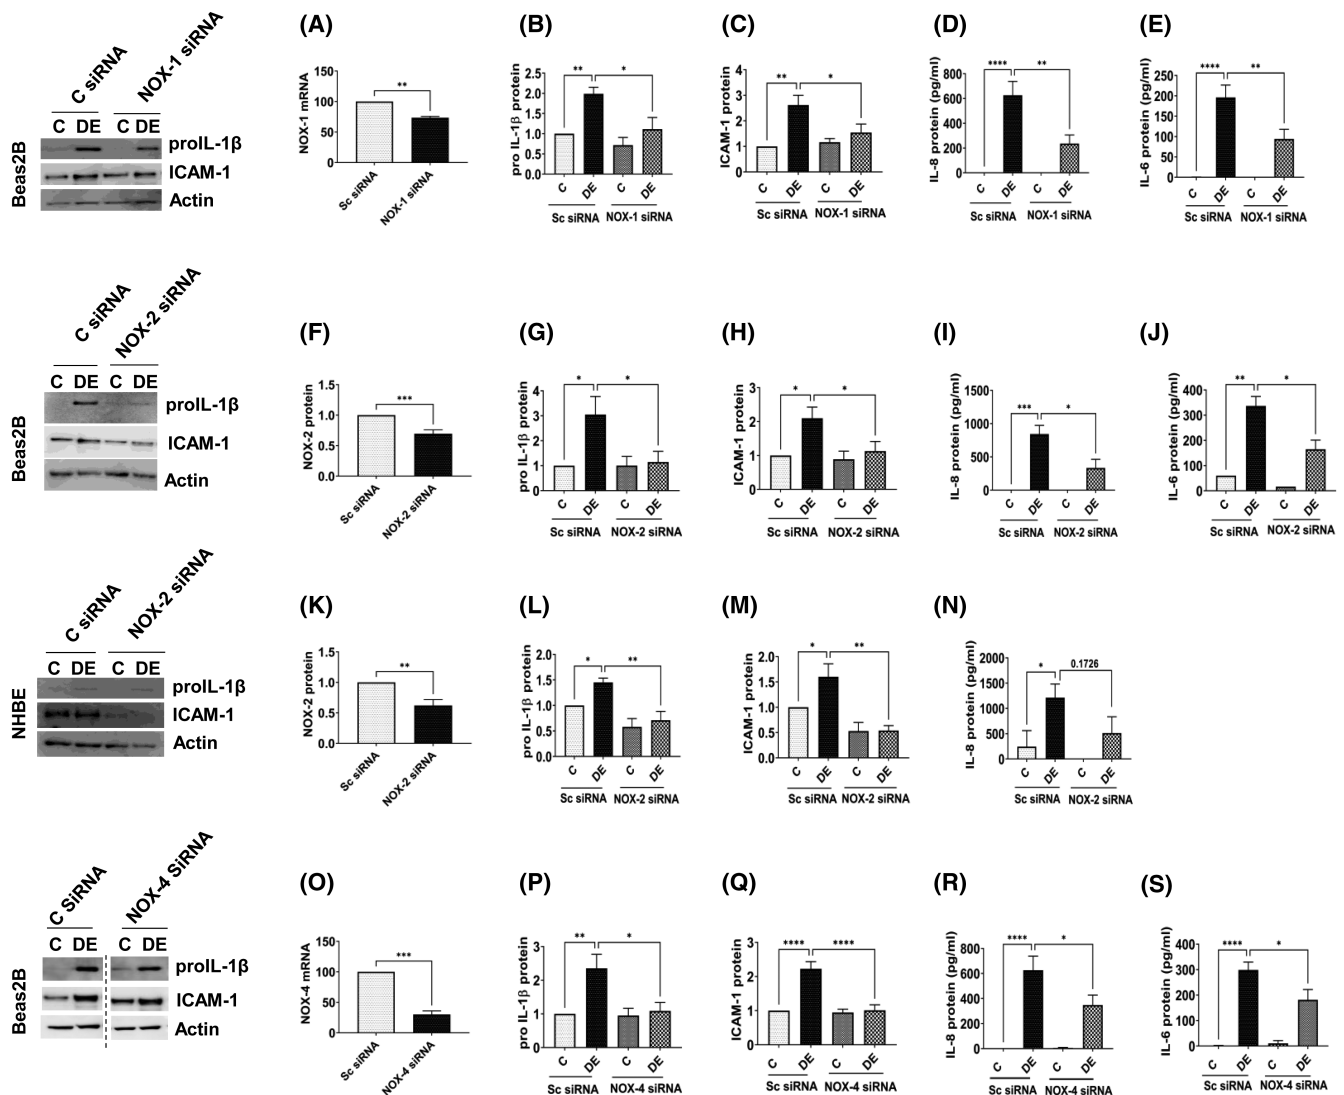 C siRNA
NOX-1 siRNA
C DE C DE
Beas2B
proIL-1β
ICAM-1
Actin
(A)
NOX-1 mRNA
150
100
50
0
**
Sc siRNA
NOX-1 siRNA
(B)
pro IL-1β protein
2.5
2.0
1.5
1.0
0.5
0.0
** *
C DE C DE
Sc siRNA NOX-1 siRNA
(C)
ICAM-1 protein
4
3
2
1
0
** *
C DE C DE
Sc siRNA NOX-1 siRNA
(D)
IL-8 protein (pg/ml)
800
600
400
200
0
**** **
C DE C DE
Sc siRNA NOX-1 siRNA
(E)
IL-6 protein (pg/ml)
250
200
150
100
50
0
**** **
C DE C DE
Sc siRNA NOX-1 siRNA
C siRNA
NOX-2 siRNA
C DE C DE
Beas2B
proIL-1β
ICAM-1
Actin
(F)
NOX-2 protein
1.5
1.0
0.5
0.0
***
Sc siRNA
NOX-2 siRNA
(G)
pro IL-1β protein
4
3
2
1
0
* *
C DE C DE
Sc siRNA NOX-2 siRNA
(H)
ICAM-1 protein
3
2
1
0
* *
C DE C DE
Sc siRNA NOX-2 siRNA
(I)
IL-8 protein (pg/ml)
1500
1000
500
0
*** *
C DE C DE
Sc siRNA NOX-2 siRNA
(J)
IL-6 protein (pg/ml)
400
300
200
100
0
** *
C DE C DE
Sc siRNA NOX-2 siRNA
C siRNA
NOX-2 siRNA
C DE C DE
NHBE
proIL-1β
ICAM-1
Actin
(K)
NOX-2 protein
1.5
1.0
0.5
0.0
**
Sc siRNA
NOX-2 siRNA
(L)
pro IL-1β protein
2.0
1.5
1.0
0.5
0.0
* **
C DE C DE
Sc siRNA NOX-2 siRNA
(M)
ICAM-1 protein
2.0
1.5
1.0
0.5
0.0
* **
C DE C DE
Sc siRNA NOX-2 siRNA
(N)
IL-8 protein (pg/ml)
2000
1500
1000
500
0
* 0.1726
C DE C DE
Sc siRNA NOX-2 siRNA
C SiRNA
NOX-4 SiRNA
C DE C DE
Beas2B
proIL-1β
ICAM-1
Actin
(O)
NOX-4 mRNA
150
100
50
0
***
Sc siRNA
NOX-4 siRNA
(P)
pro IL-1β protein
3
2
1
0
** *
C DE C DE
Sc siRNA NOX-4 siRNA
(Q)
ICAM-1 protein
3
2
1
0
**** ****
C DE C DE
Sc siRNA NOX-4 siRNA
(R)
IL-8 protein (pg/ml)
800
600
400
200
0
**** *
C DE C DE
Sc siRNA NOX-4 siRNA
(S)
IL-6 protein (pg/ml)
400
300
200
100
0
**** *
C DE C DE
Sc siRNA NOX-4 siRNA